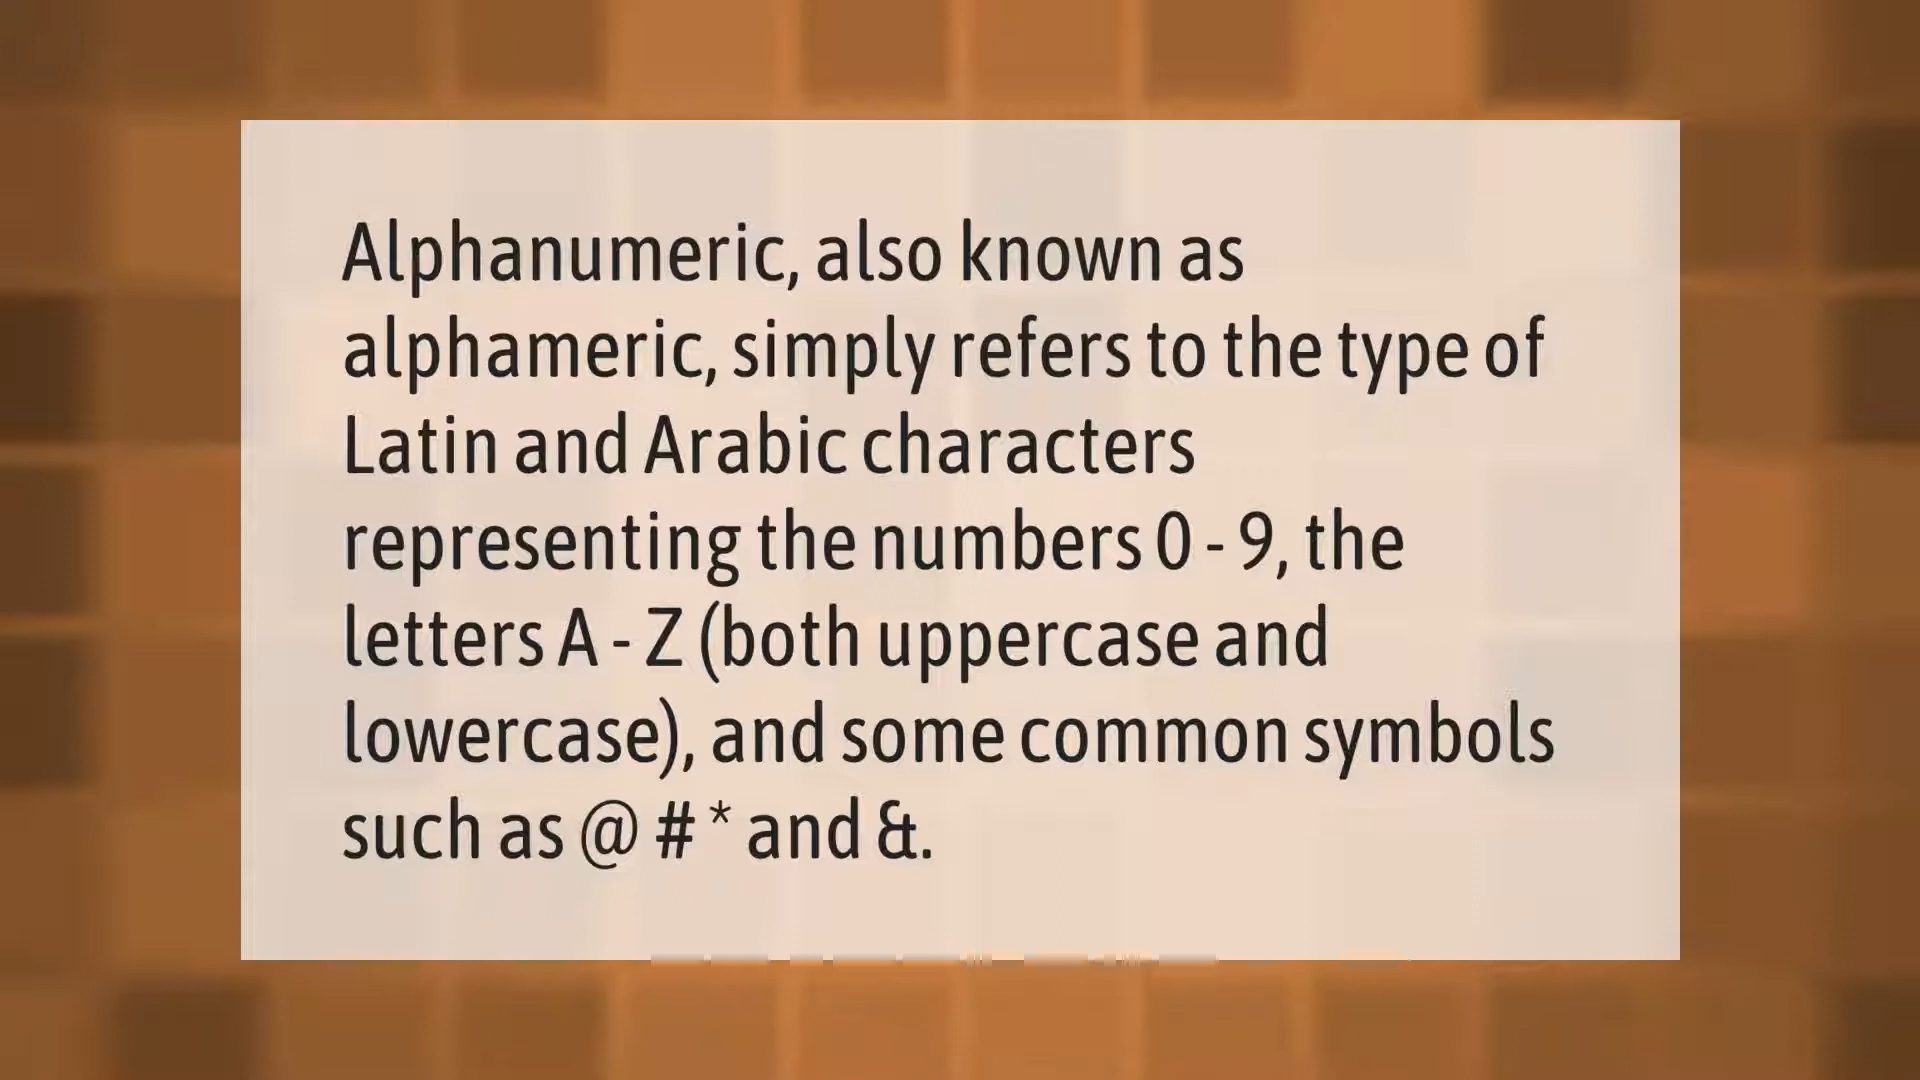 Alphanumeric, also known as
alphameric, simply refers to the type of
Latin and Arabic characters
representing the numbers 0 - 9, the
letters A - Z (both uppercase and
lowercase), and some common symbols
such as @ # * and &.